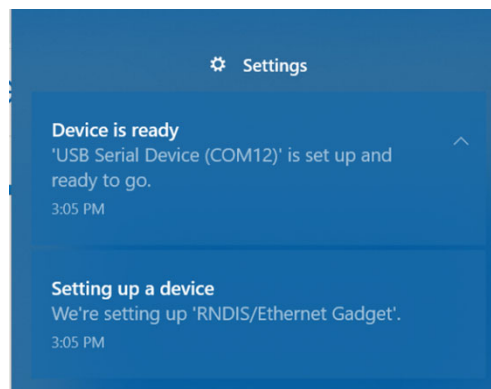 Settings
Device is ready
'USB Serial Device (COM12)' is set up and
ready to go.
3:05 PM
Setting up a device
We're setting up 'RNDIS/Ethernet Gadget'.
3:05 PM